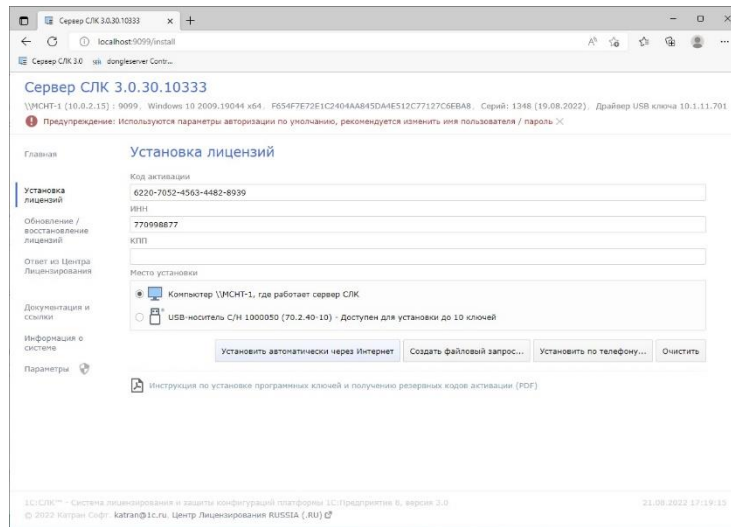 Сервер СЛК 3.0.30.10333
localhost:9099/install
Сервер СЛК 3.0 dongleserver Contr...
Сервер СЛК 3.0.30.10333
\\МСНТ-1 (10.0.2.15) : 9099, Windows 10 2009.19044 x64, F654F7E72E1C2404AA845DA4E512C77127C6EBA8, Серий: 1348 (19.08.2022), Драйвер USB ключа 10.1.11.701
Предупреждение: Используются параметры авторизации по умолчанию, рекомендуется изменить имя пользователя / пароль
Главная
Установка лицензий
Обновление / восстановление лицензий
Ответ из Центра Лицензирования
Документация и ссылки
Информация о системе
Параметры
Установка лицензий
Код активации
6220-7052-4563-4482-8939
ИНН
770998877
КПП
Место установки
Компьютер \\МСНТ-1, где работает сервер СЛК
USB-носитель С/Н 1000050 (70.2.40-10) - Доступен для установки до 10 ключей
Установить автоматически через Интернет
Создать файловый запрос...
Установить по телефону...
Очистить
Инструкция по установке программных ключей и получению резервных кодов активации (PDF)
1С:СЛК™ - Система лицензирования и защиты конфигураций платформы 1С:Предприятие 8, версия 3.0
21.08.2022 17:19:15
© 2022 Катран Софт. katran@1c.ru. Центр Лицензирования RUSSIA (.RU)